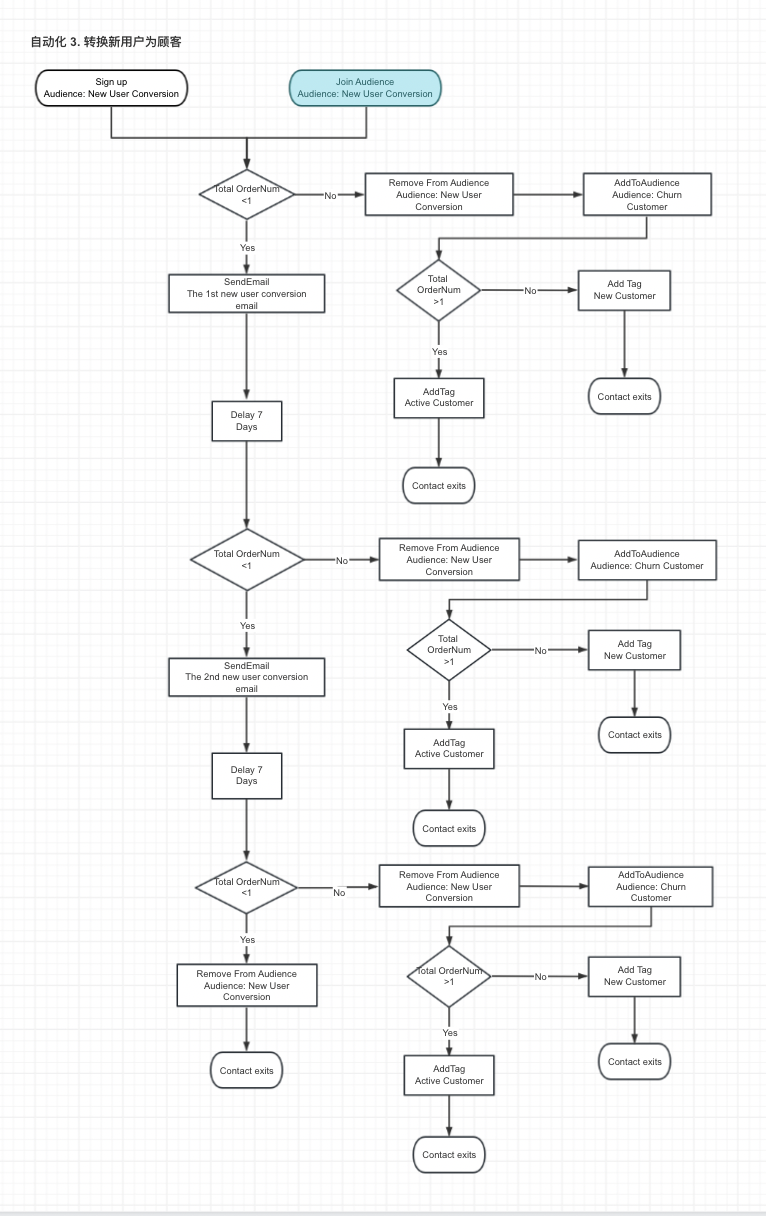 自动化 3. 转换新用户为顾客
Sign up
Audience: New User Conversion
Join Audience
Audience: New User Conversion
Total OrderNum
<1
No
Remove From Audience
Audience: New User
Conversion
AddToAudience
Audience: Churn
Customer
Yes
SendEmail
The 1st new user conversion
email
Total
OrderNum
>1
No
Add Tag
New Customer
Yes
AddTag
Active Customer
Contact exits
Delay 7
Days
Contact exits
Total OrderNum
<1
No
Remove From Audience
Audience: New User
Conversion
AddToAudience
Audience: Churn Customer
Yes
SendEmail
The 2nd new user conversion
email
Total
OrderNum
>1
No
Add Tag
New Customer
Yes
AddTag
Active Customer
Contact exits
Delay 7
Days
Contact exits
Total OrderNum
<1
No
Remove From Audience
Audience: New User
Conversion
AddToAudience
Audience: Churn
Customer
Yes
Remove From Audience
Audience: New User
Conversion
Total OrderNum
>1
No
Add Tag
New Customer
Yes
Contact exits
AddTag
Active Customer
Contact exits
Contact exits